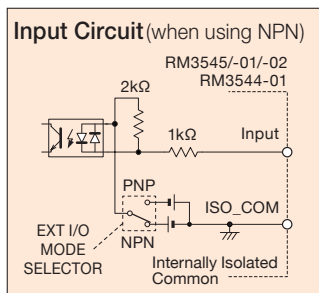 Input Circuit (when using NPN)
RM3545/-01/-02
RM3544-01
2kΩ
1kΩ
Input
PNP
ISO_COM
EXT I/O
MODE
SELECTOR
NPN
Internally Isolated
Common